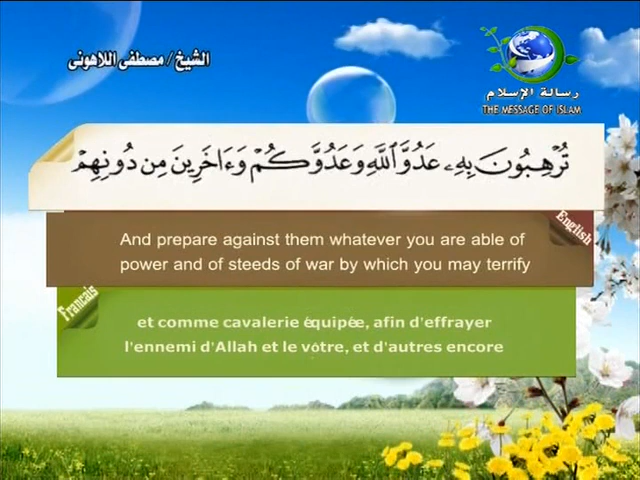 الشيخ / مصطفى اللاهونى
رسالة الإسلام
THE MESSAGE OF ISLAM
تُرْهِبُونَ بِهِۦ عَدُوَّ ٱللَّهِ وَعَدُوَّكُمْ وَءَاخَرِينَ مِن دُونِهِمْ
English
And prepare against them whatever you are able of
power and of steeds of war by which you may terrify
Francais
et comme cavalerie équipée, afin d'effrayer
l'ennemi d'Allah et le vôtre, et d'autres encore